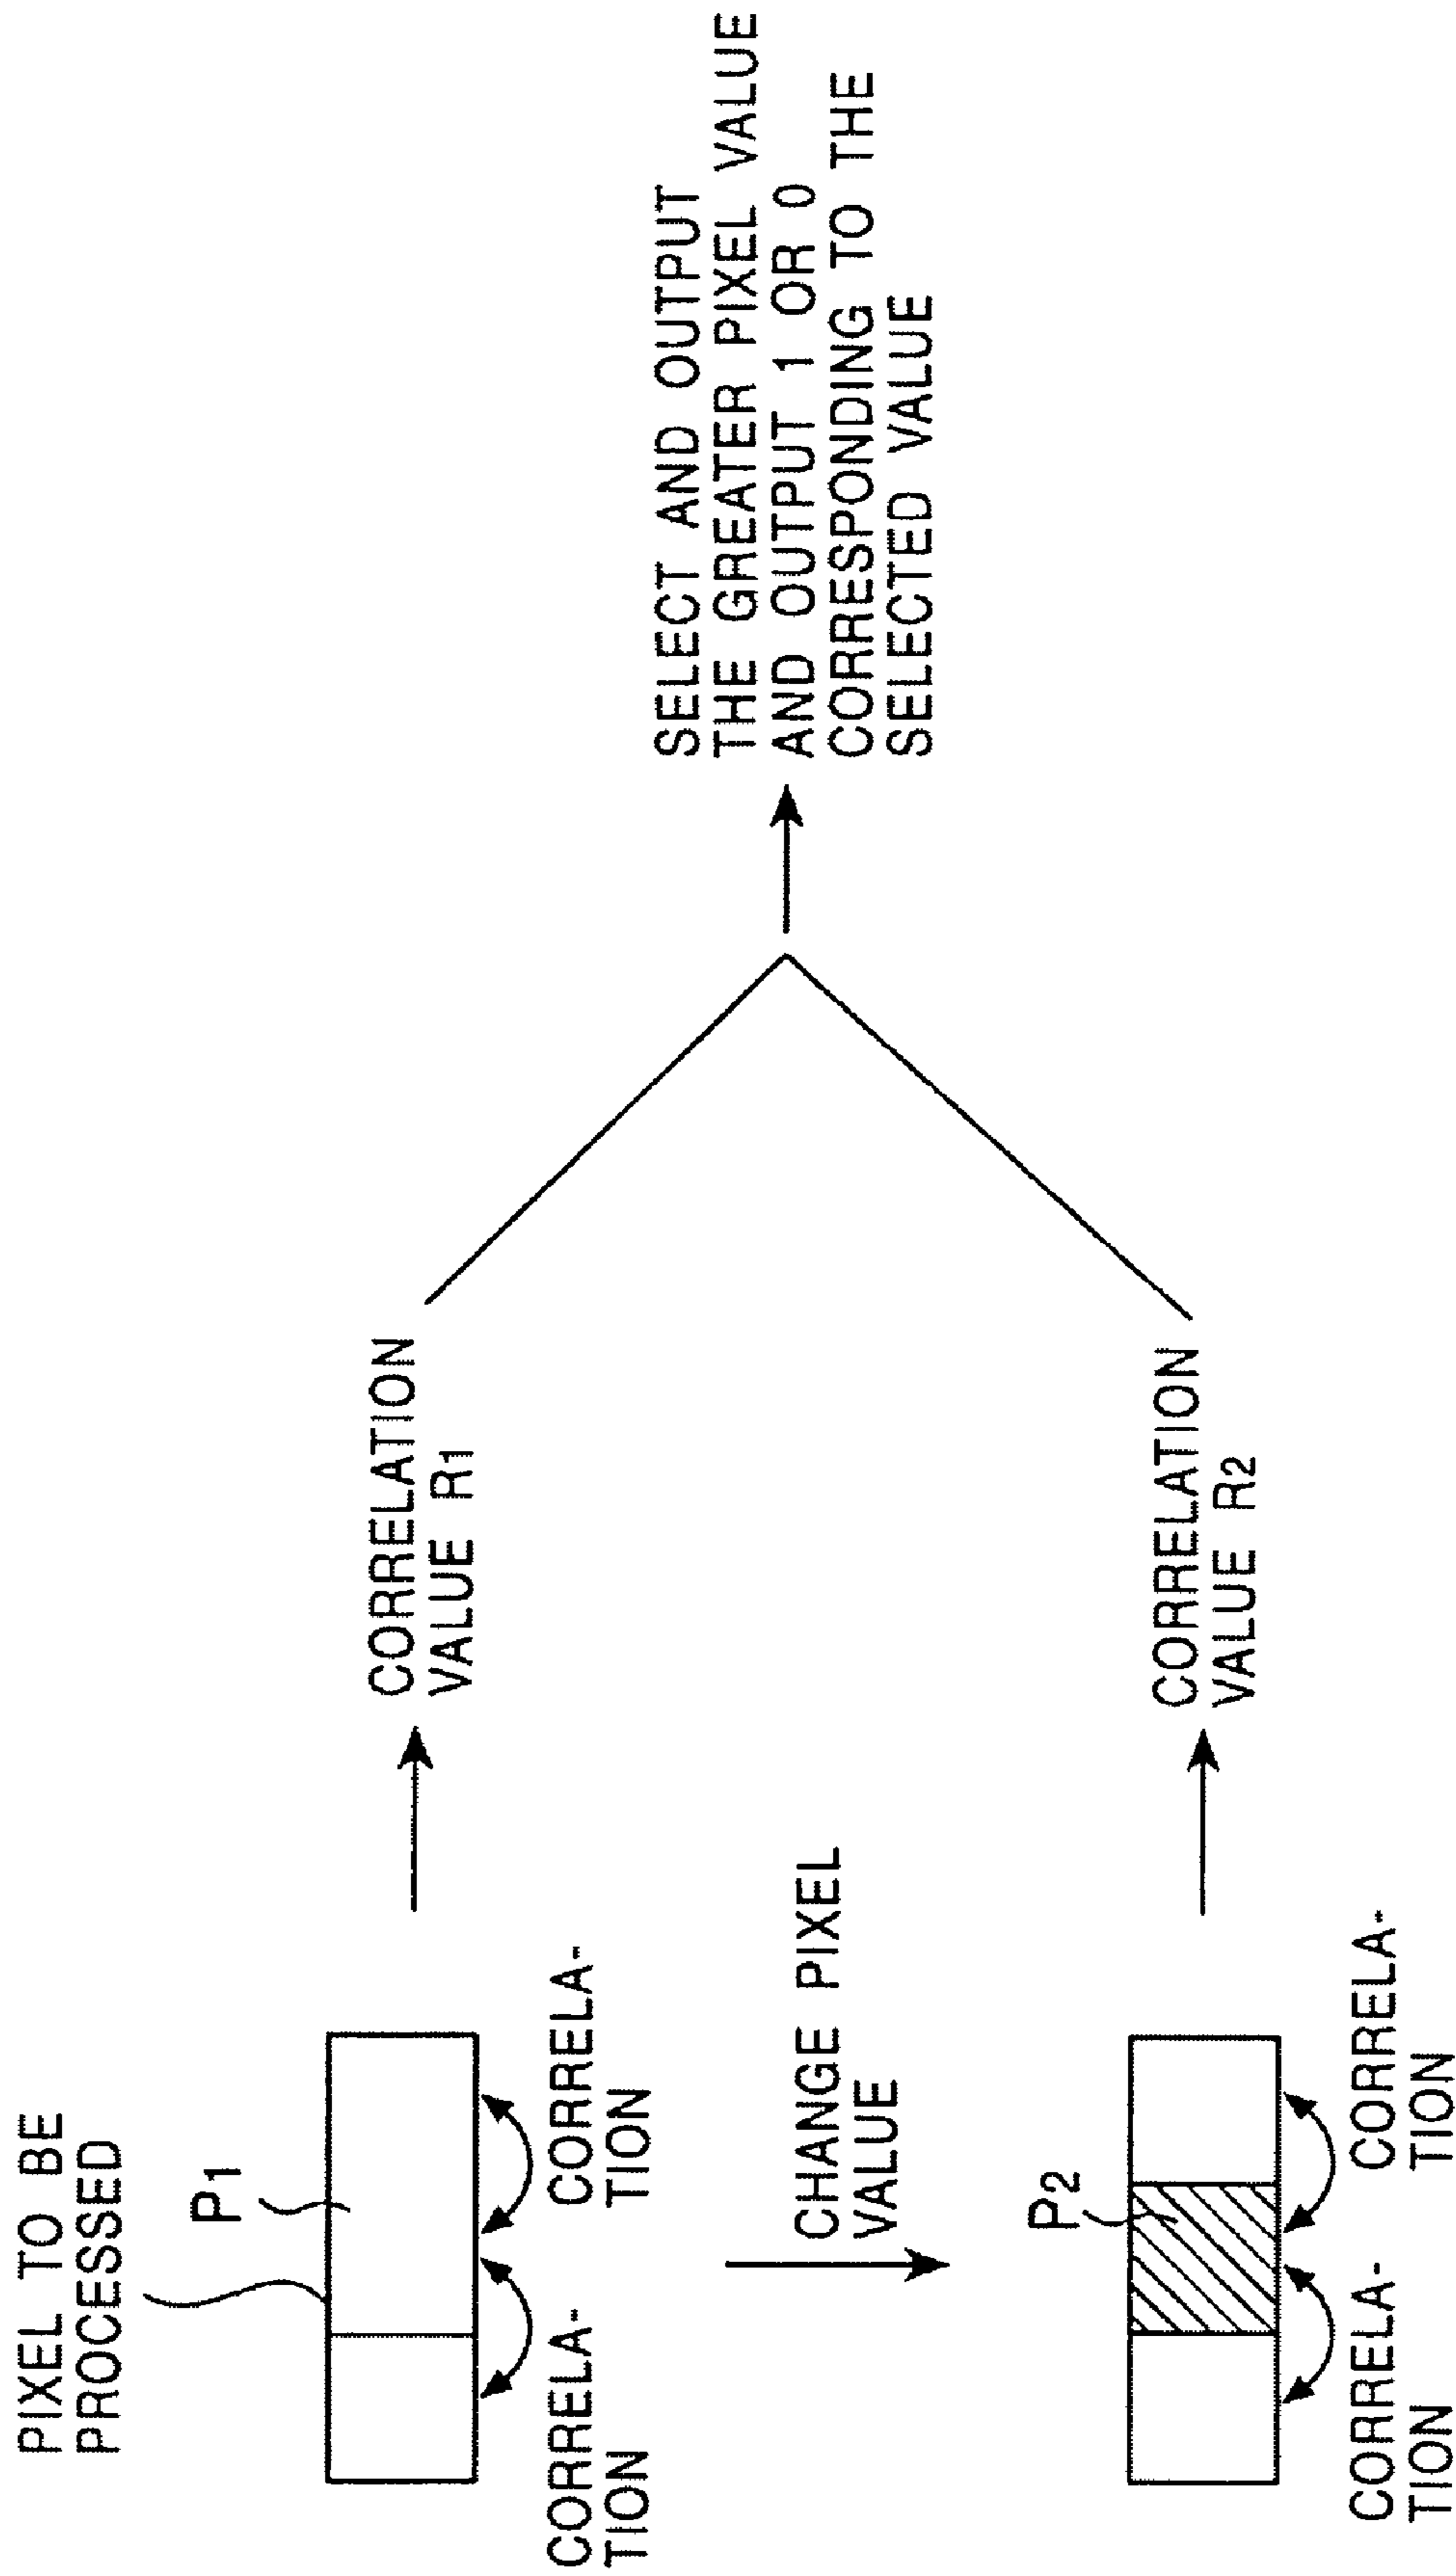 PIXEL TO BE
PROCESSED
P1
CORRELA-
TION
CORRELA-
TION
CORRELATION
VALUE R1
CHANGE PIXEL
VALUE
SELECT AND OUTPUT
THE GREATER PIXEL VALUE
AND OUTPUT 1 OR 0
CORRESPONDING TO THE
SELECTED VALUE
P2
CORRELA-
TION
CORRELA-
TION
CORRELATION
VALUE R2